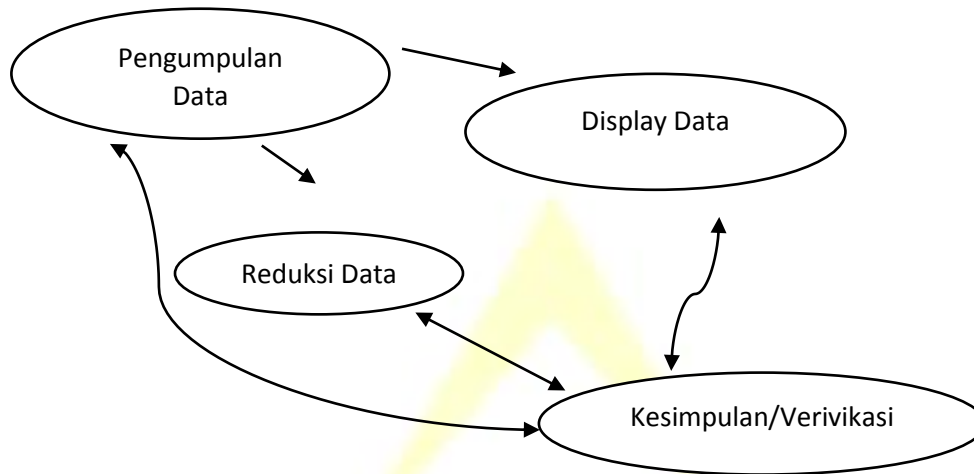 Pengumpulan
Data
Display Data
Reduksi Data
Kesimpulan/Verivikasi